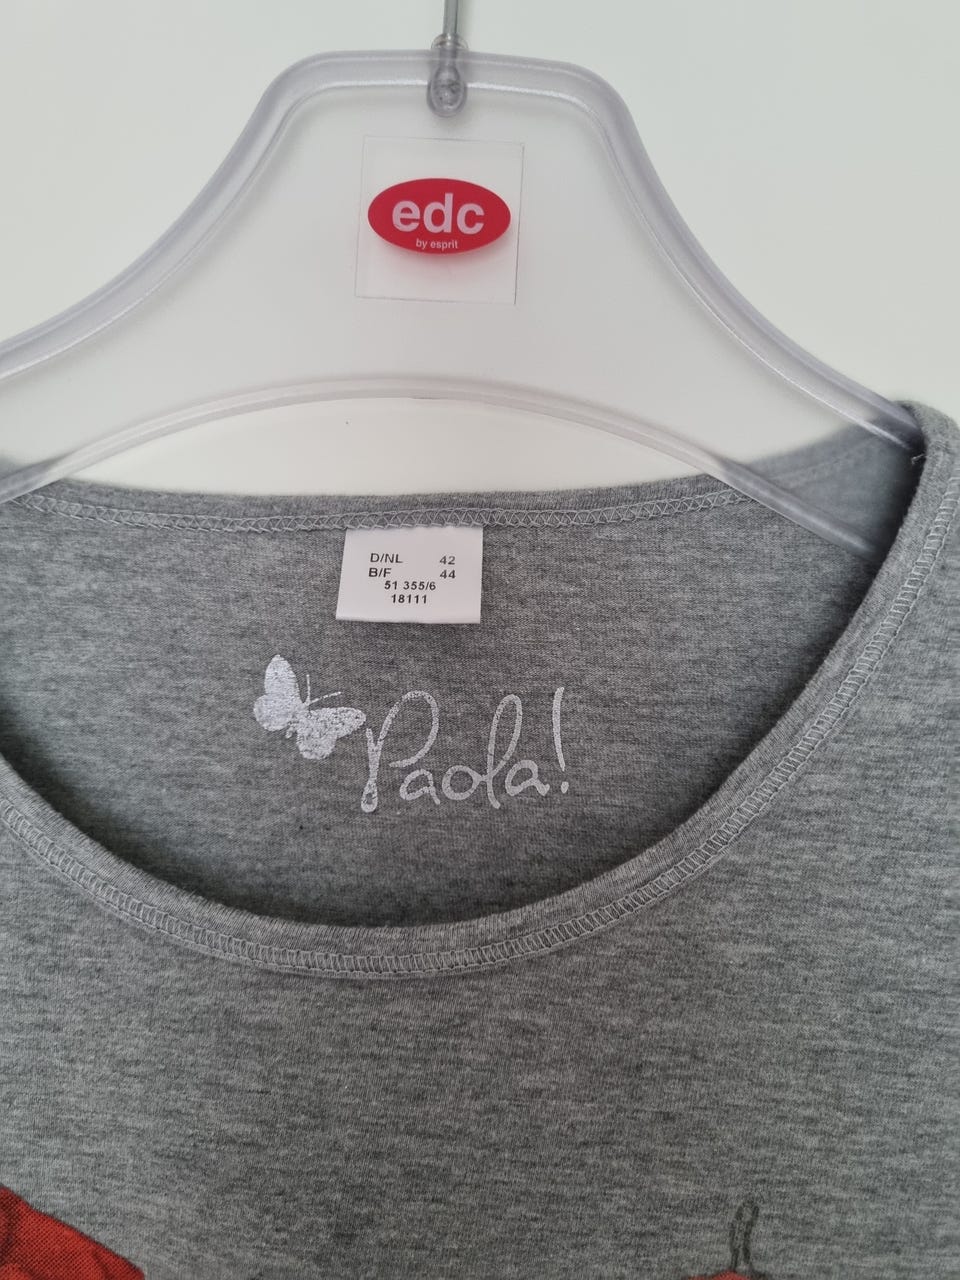 edc
by esprit
D/NL 42
B/F 44
51 355/6
18111
Paola!